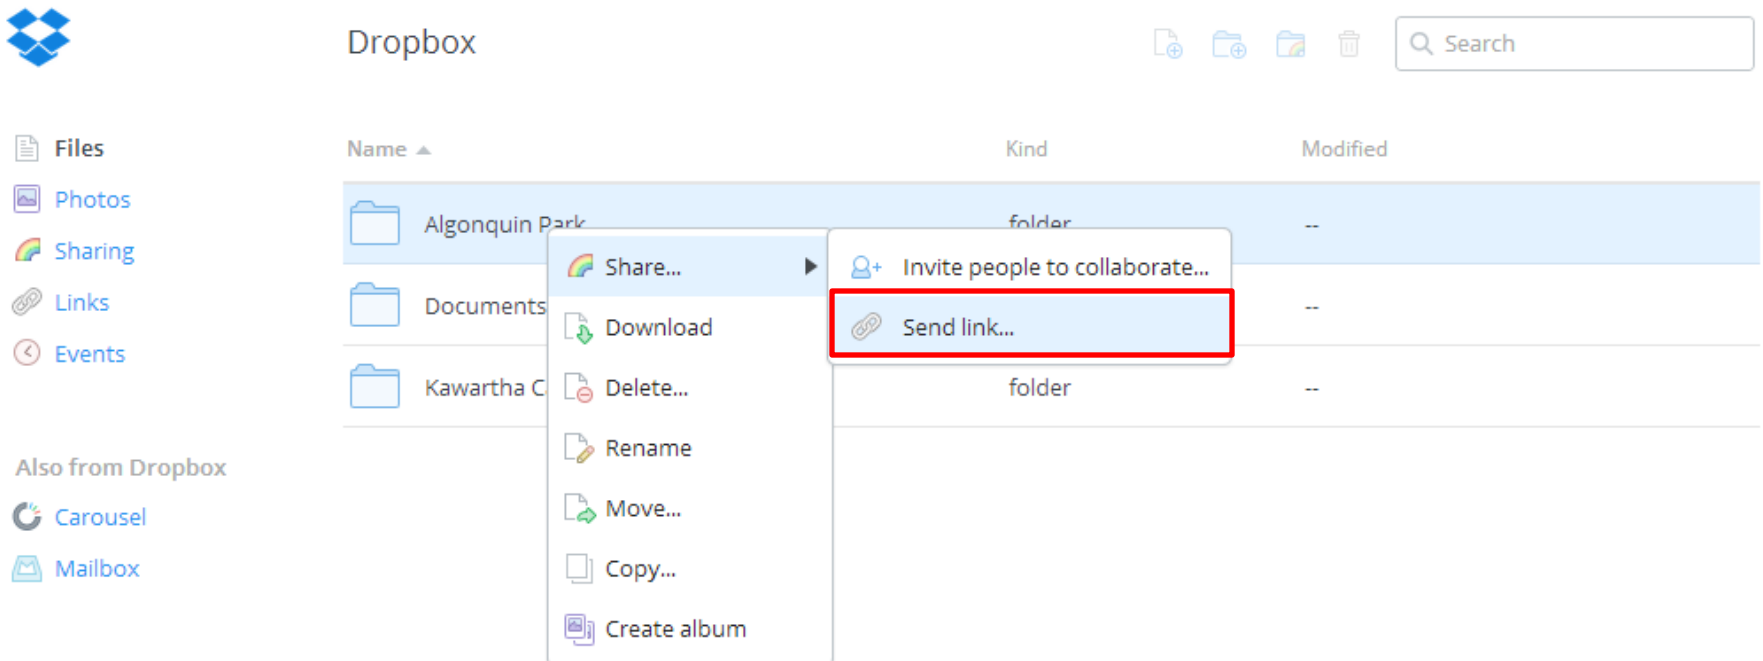 Dropbox
Search
Files
Photos
Sharing
Links
Events
Also from Dropbox
Carousel
Mailbox
Name Kind Modified
Algonquin Park folder --
Documents --
Kawartha folder --
Share...
Download
Delete...
Rename
Move...
Copy...
Create album
Invite people to collaborate...
Send link...